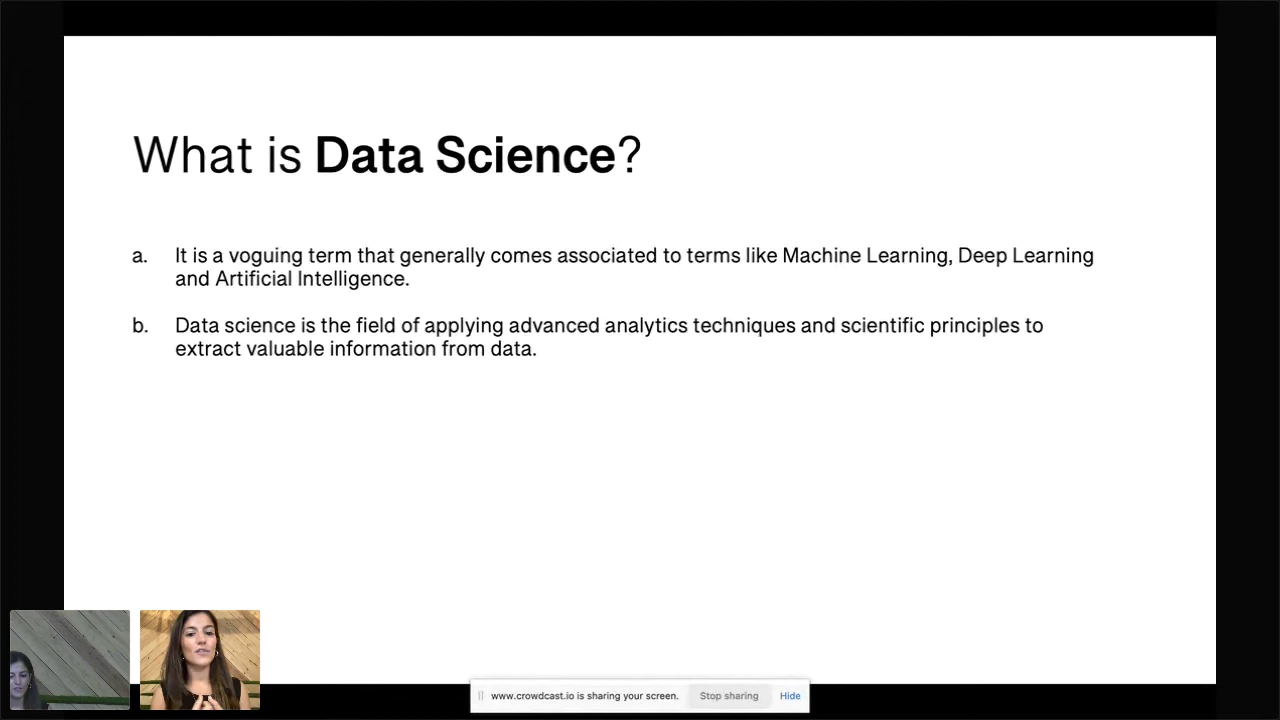 What is Data Science?
a. It is a voguing term that generally comes associated to terms like Machine Learning, Deep Learning
and Artificial Intelligence.
b. Data science is the field of applying advanced analytics techniques and scientific principles to
extract valuable information from data.
www.crowdcast.io is sharing your screen. Stop sharing Hide